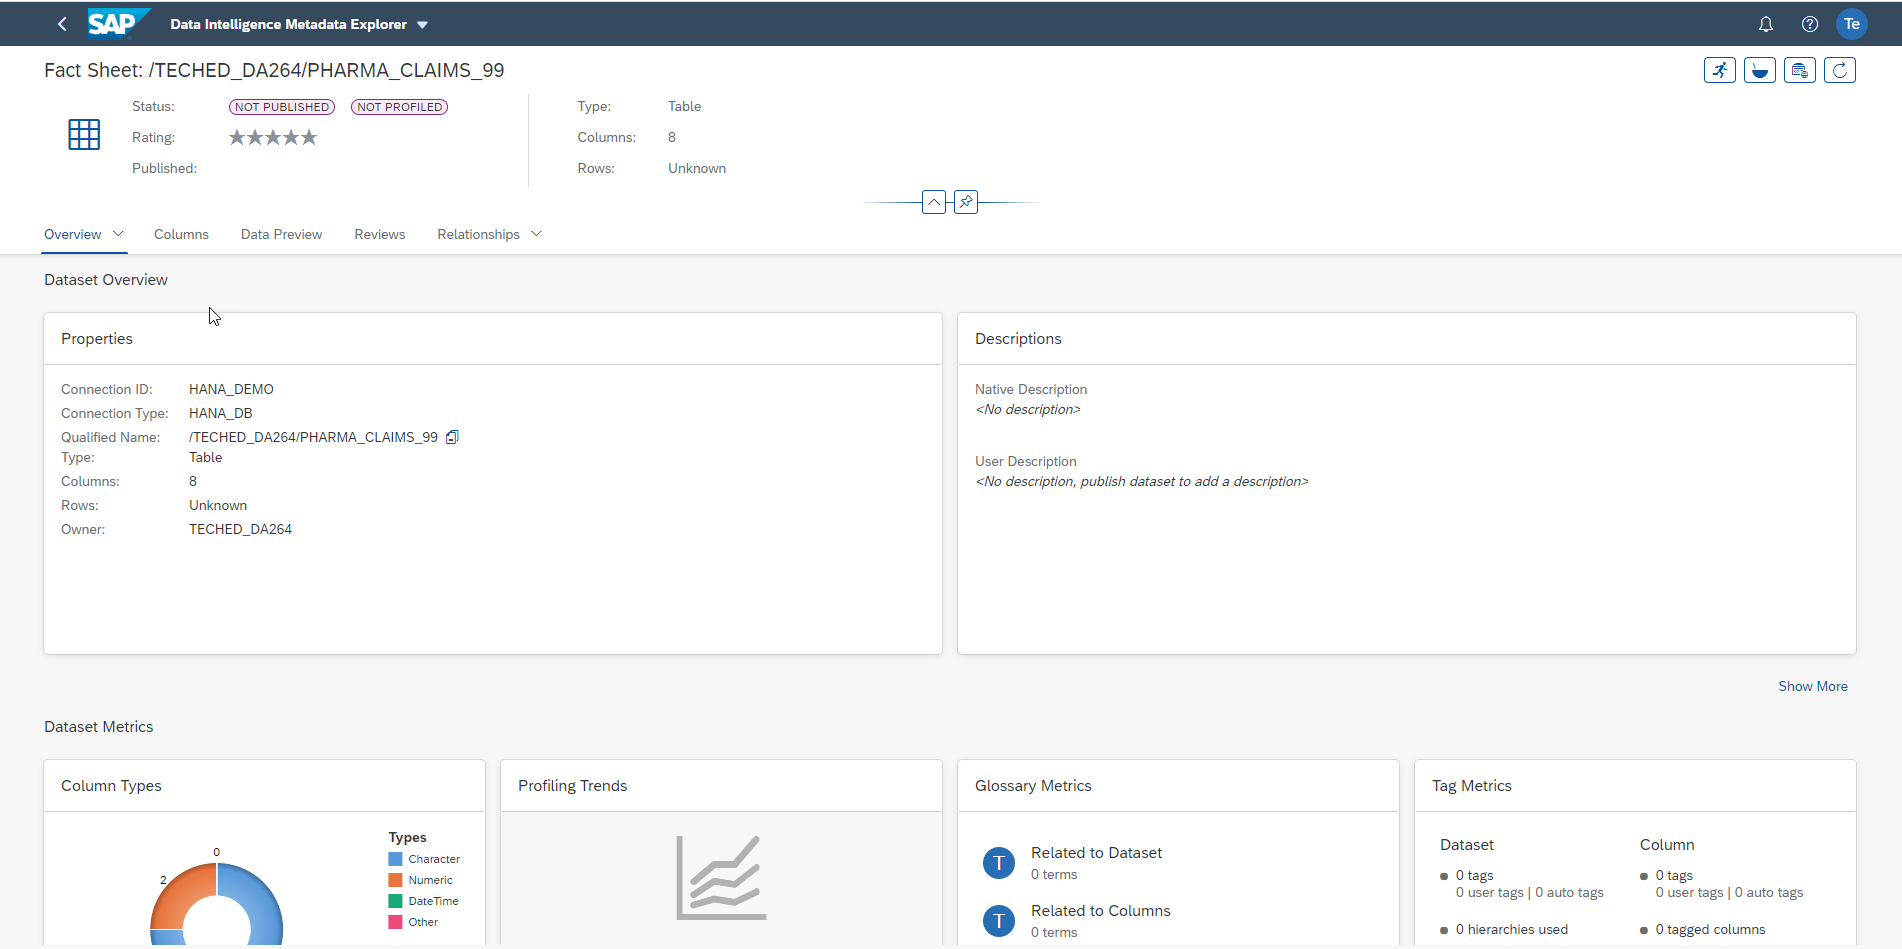 SAP
Data Intelligence Metadata Explorer
Te
Fact Sheet: /TECHED_DA264/PHARMA_CLAIMS_99
Status: NOT PUBLISHED NOT PROFILED
Rating:
Published:
Type: Table
Columns: 8
Rows: Unknown
Overview Columns Data Preview Reviews Relationships
Dataset Overview
Properties
Connection ID: HANA_DEMO
Connection Type: HANA_DB
Qualified Name: /TECHED_DA264/PHARMA_CLAIMS_99
Type: Table
Columns: 8
Rows: Unknown
Owner: TECHED_DA264
Descriptions
Native Description
<No description>
User Description
<No description, publish dataset to add a description>
Show More
Dataset Metrics
Column Types
0
2
Types
Character
Numeric
DateTime
Other
Profiling Trends
Glossary Metrics
T
Related to Dataset
0 terms
T
Related to Columns
0 terms
Tag Metrics
Dataset
0 tags
0 user tags | 0 auto tags
0 hierarchies used
Column
0 tags
0 user tags | 0 auto tags
0 tagged columns